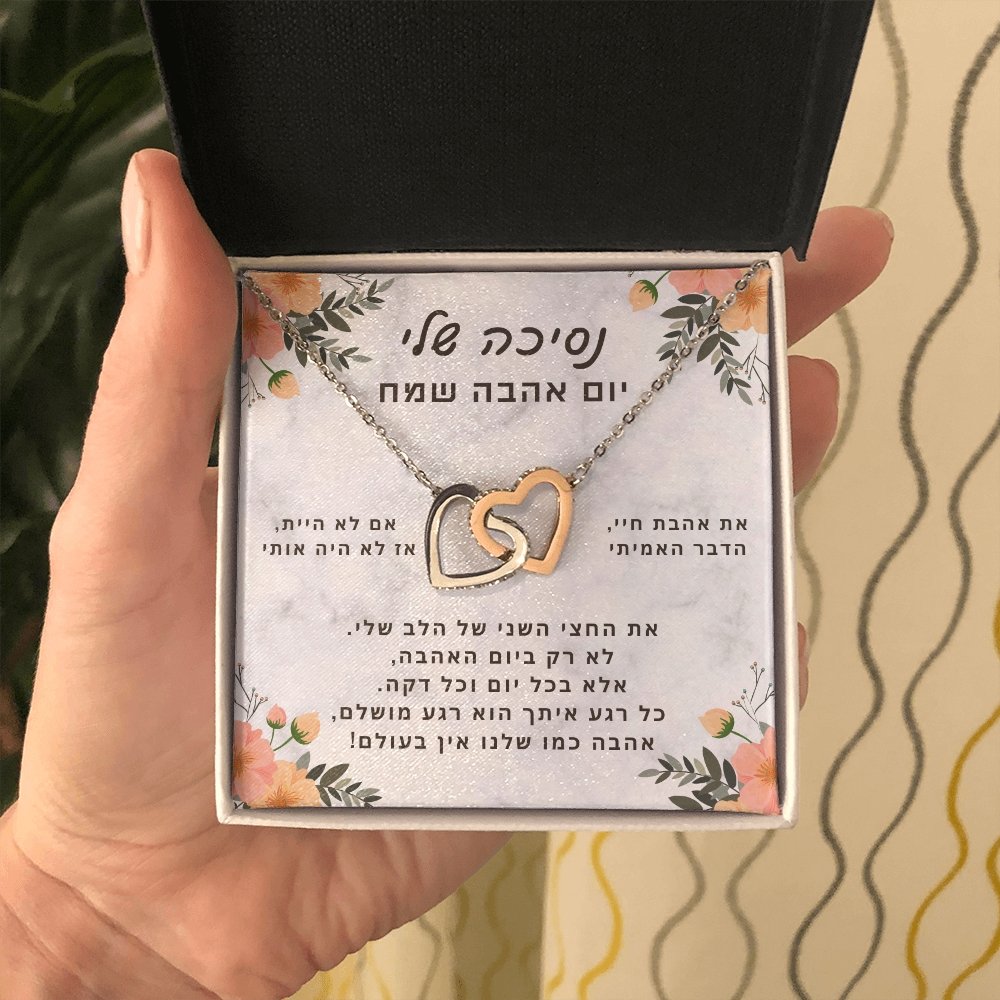 נסיכה שלי
יום אהבה שמח
את אהבת חיי,
הדבר האמיתי
אם לא היית,
אז לא היה אותי
את החצי השני של הלב שלי.
לא רק ביום האהבה,
אלא בכל יום וכל דקה.
כל רגע איתך הוא רגע מושלם,
אהבה כמו שלנו אין בעולם!